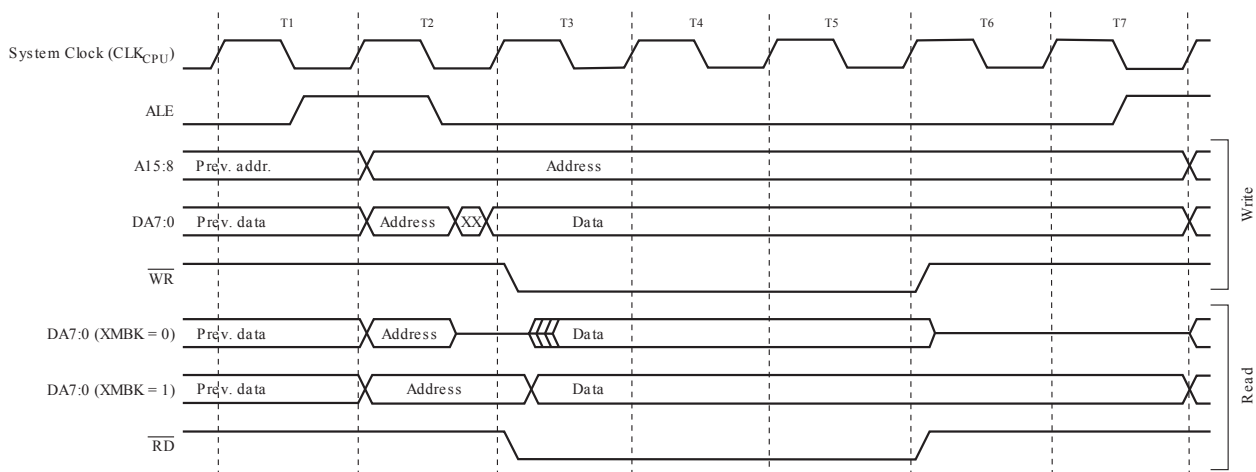 T1 T2 T3 T4 T5 T6 T7
System Clock (CLKCPU)
ALE
A15:8 Prev. addr. Address
DA7:0 Prev. data Address XX Data
WR
Write
DA7:0 (XMBK = 0) Prev. data Address Data
DA7:0 (XMBK = 1) Prev. data Address Data
RD
Read